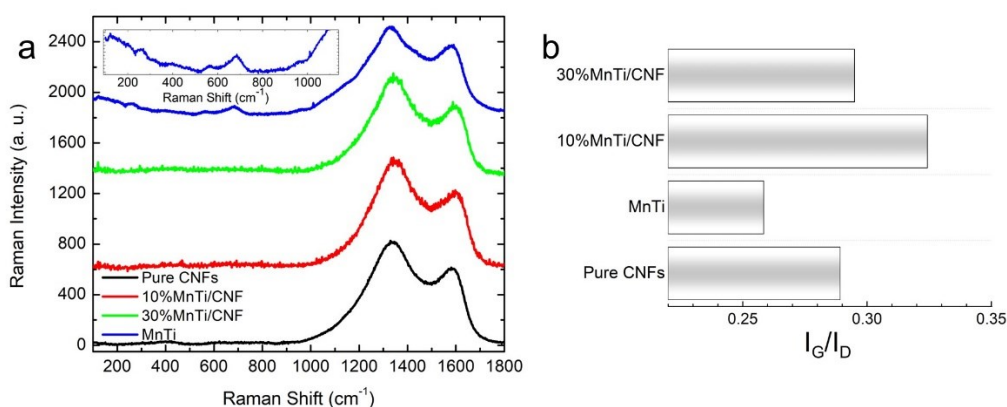 a
2400
2000
1600
1200
800
400
0
Raman Intensity (a. u.)
200 400 600 800 1000
Raman Shift (cm⁻¹)
Pure CNFs
10%MnTi/CNF
30%MnTi/CNF
MnTi
200 400 600 800 1000 1200 1400 1600 1800
Raman Shift (cm⁻¹)
b
30%MnTi/CNF
10%MnTi/CNF
MnTi
Pure CNFs
0.25 0.30 0.35
I_G/I_D